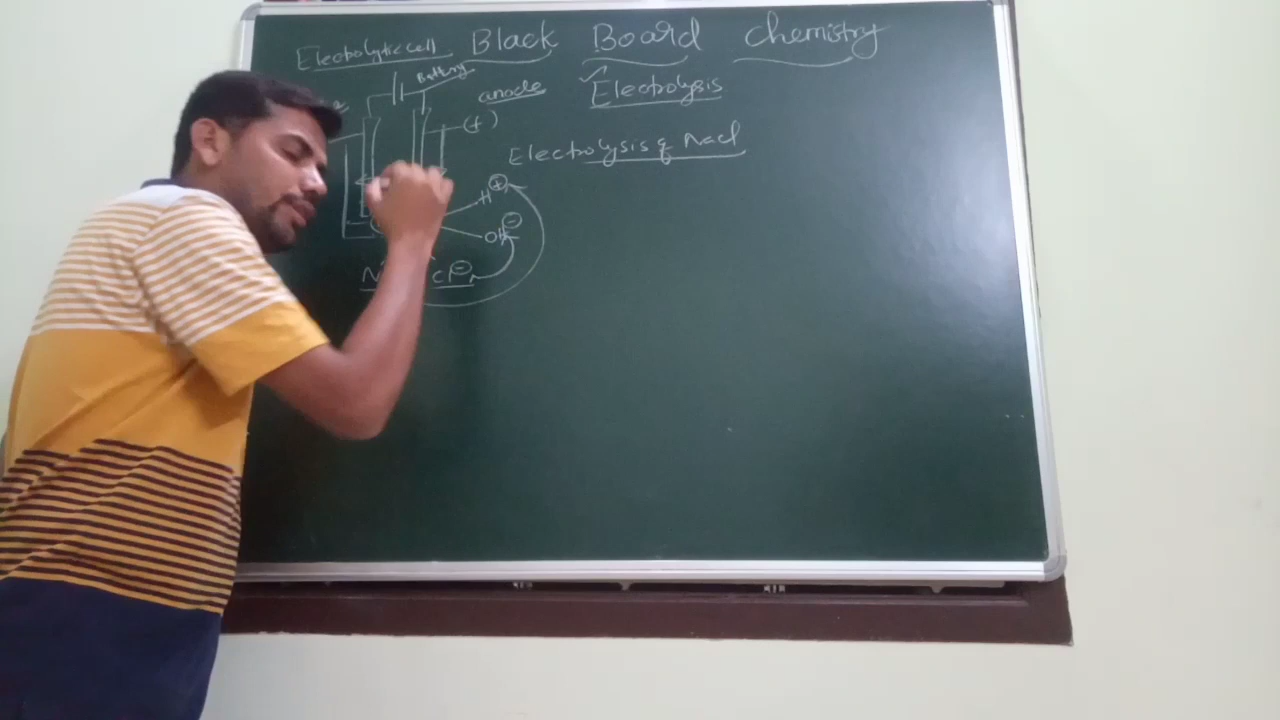 Electrolytic cell Black Board chemistry
Battery
anode
Electrolysis
(+)
Electrolysis of NaCl
H⊕
OH⊖
Cl⊖